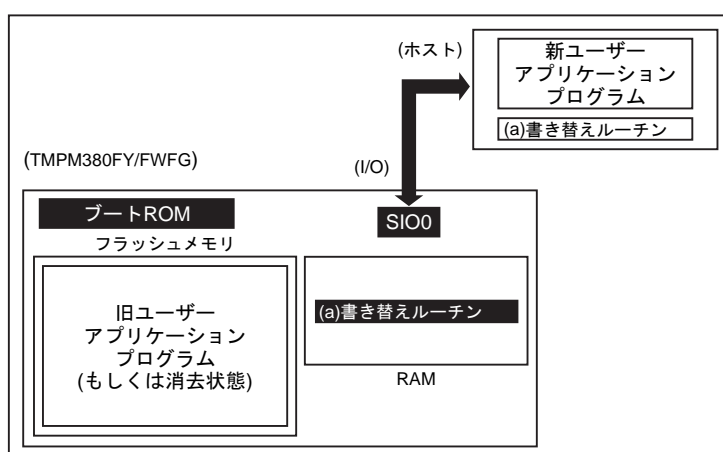 (ホスト)
新ユーザー
アプリケーション
プログラム
(a)書き替えルーチン
(TMPM380FY/FWFG)
(I/O)
ブートROM
SIO0
フラッシュメモリ
旧ユーザー
アプリケーション
プログラム
(もしくは消去状態)
(a)書き替えルーチン
RAM